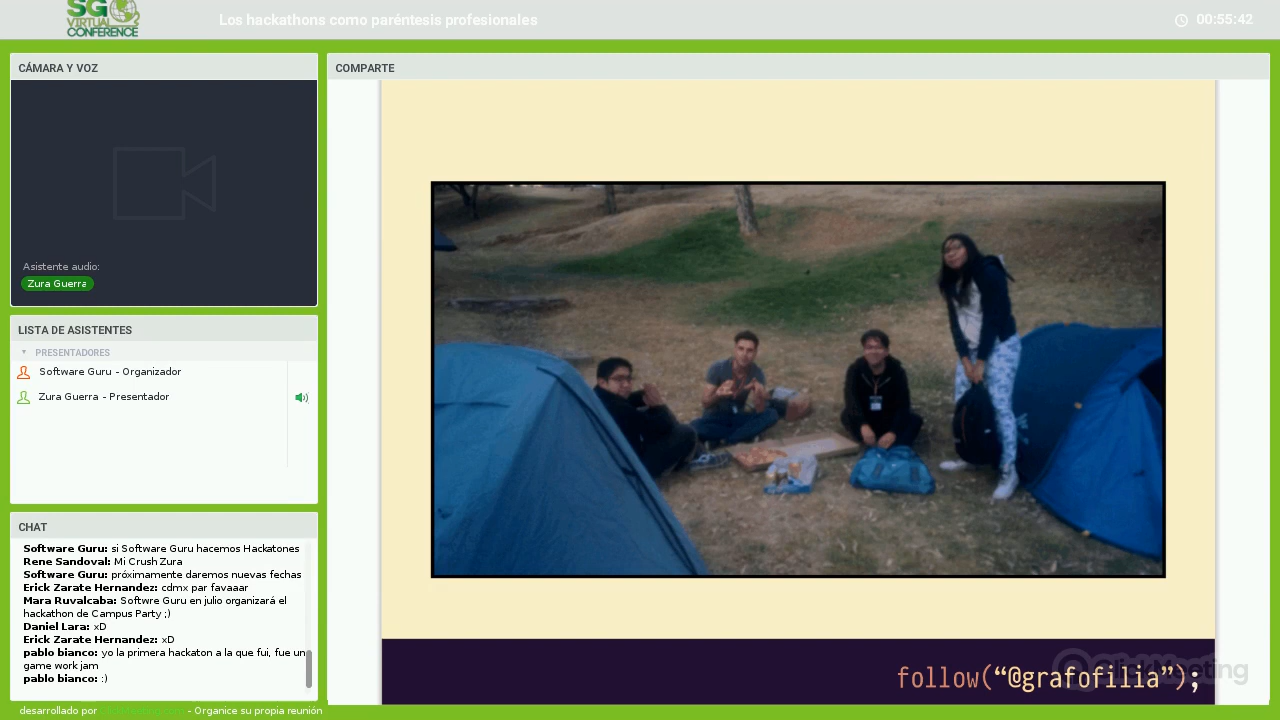 SG
VIRTUAL
CONFERENCE
Los hackathons como paréntesis profesionales
00:55:42
CÁMARA Y VOZ
Asistente audio:
Zura Guerra
LISTA DE ASISTENTES
PRESENTADORES
Software Guru - Organizador
Zura Guerra - Presentador
CHAT
Software Guru: si Software Guru hacemos Hackatones
Rene Sandoval: Mi Crush Zura
Software Guru: próximamente daremos nuevas fechas
Erick Zarate Hernandez: cdmx par favaaar
Mara Ruvalcaba: Softwre Guru en julio organizará el
hackathon de Campus Party ;)
Daniel Lara: xD
Erick Zarate Hernandez: xD
pablo bianco: yo la primera hackaton a la que fui, fue un
game work jam
pablo bianco: :)
desarrollado por - Organice su propia reunión
COMPARTE
follow(“@grafofilia”);
ClickMeeting